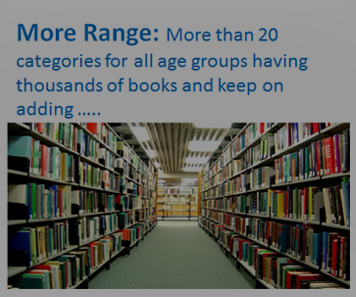 More Range: More than 20
categories for all age groups having
thousands of books and keep on
adding .....